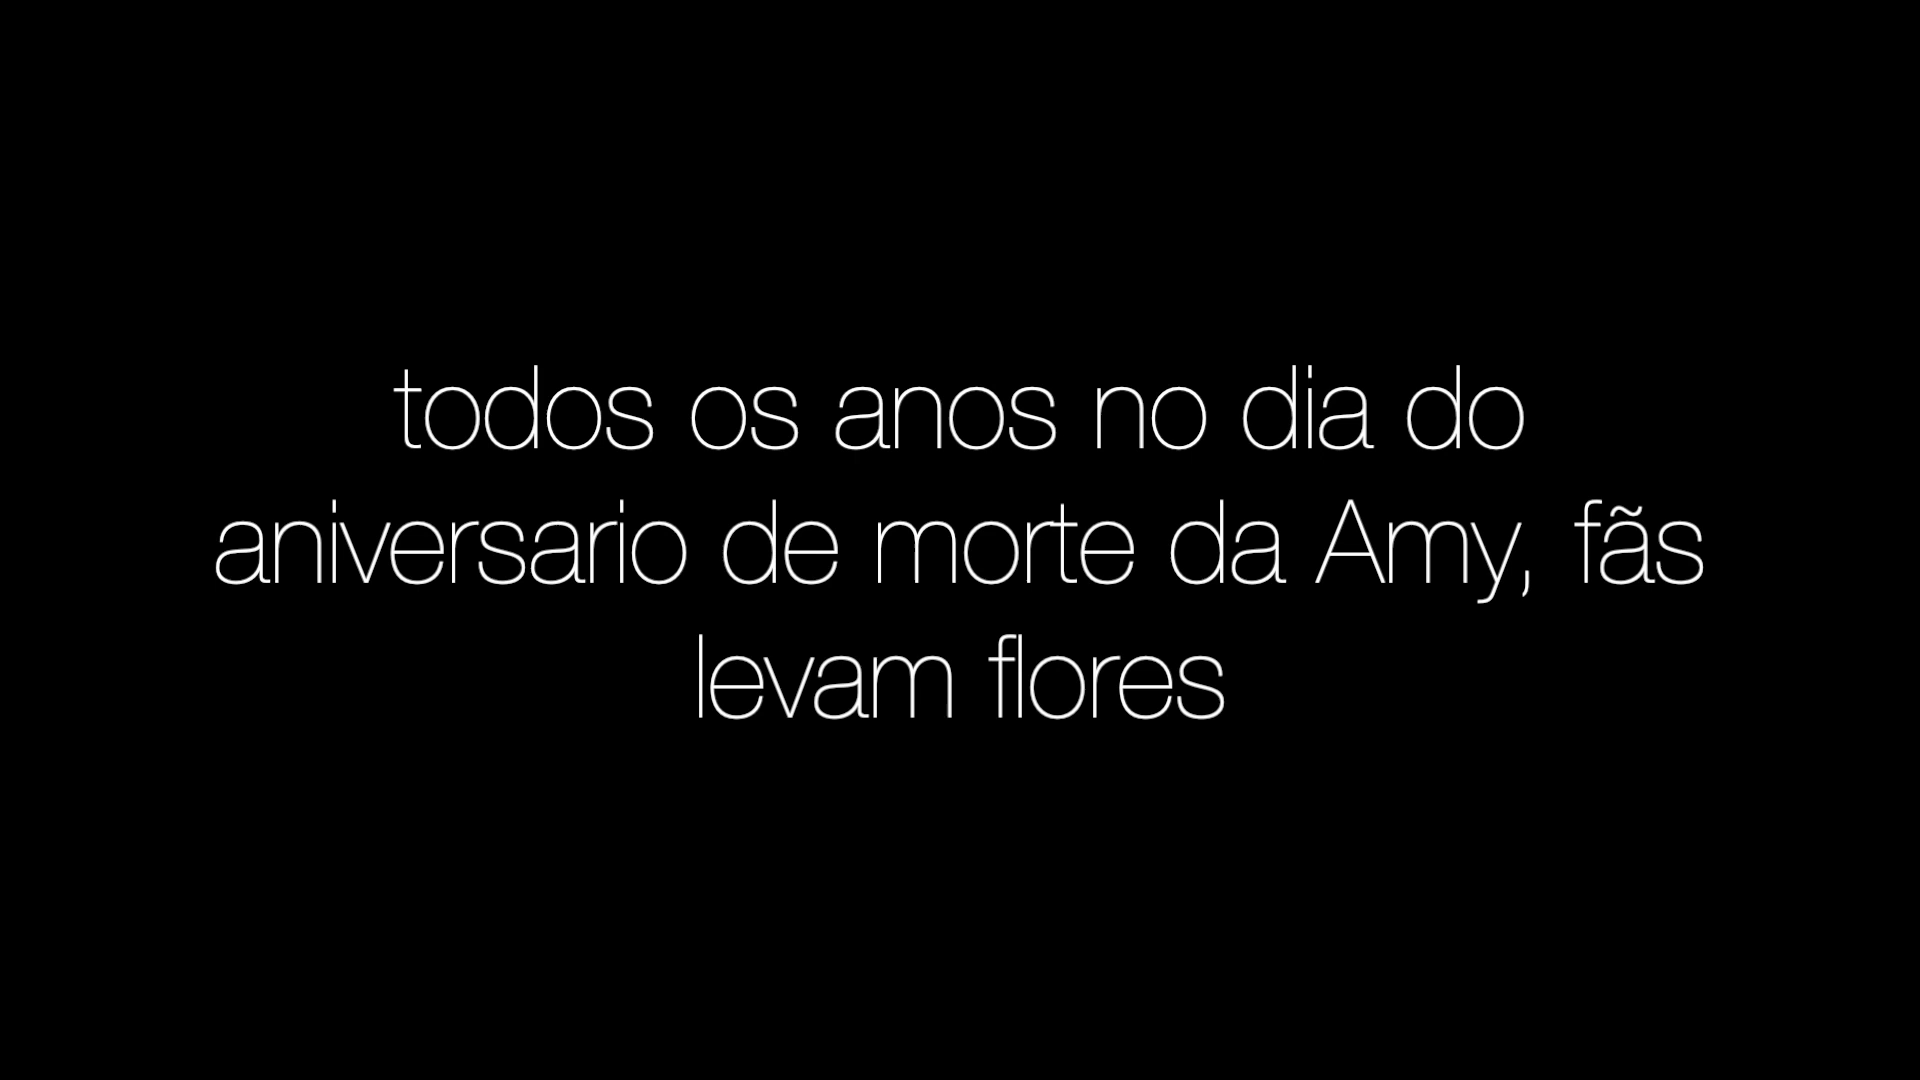 todos os anos no dia do
aniversario de morte da Amy, fãs
levam flores